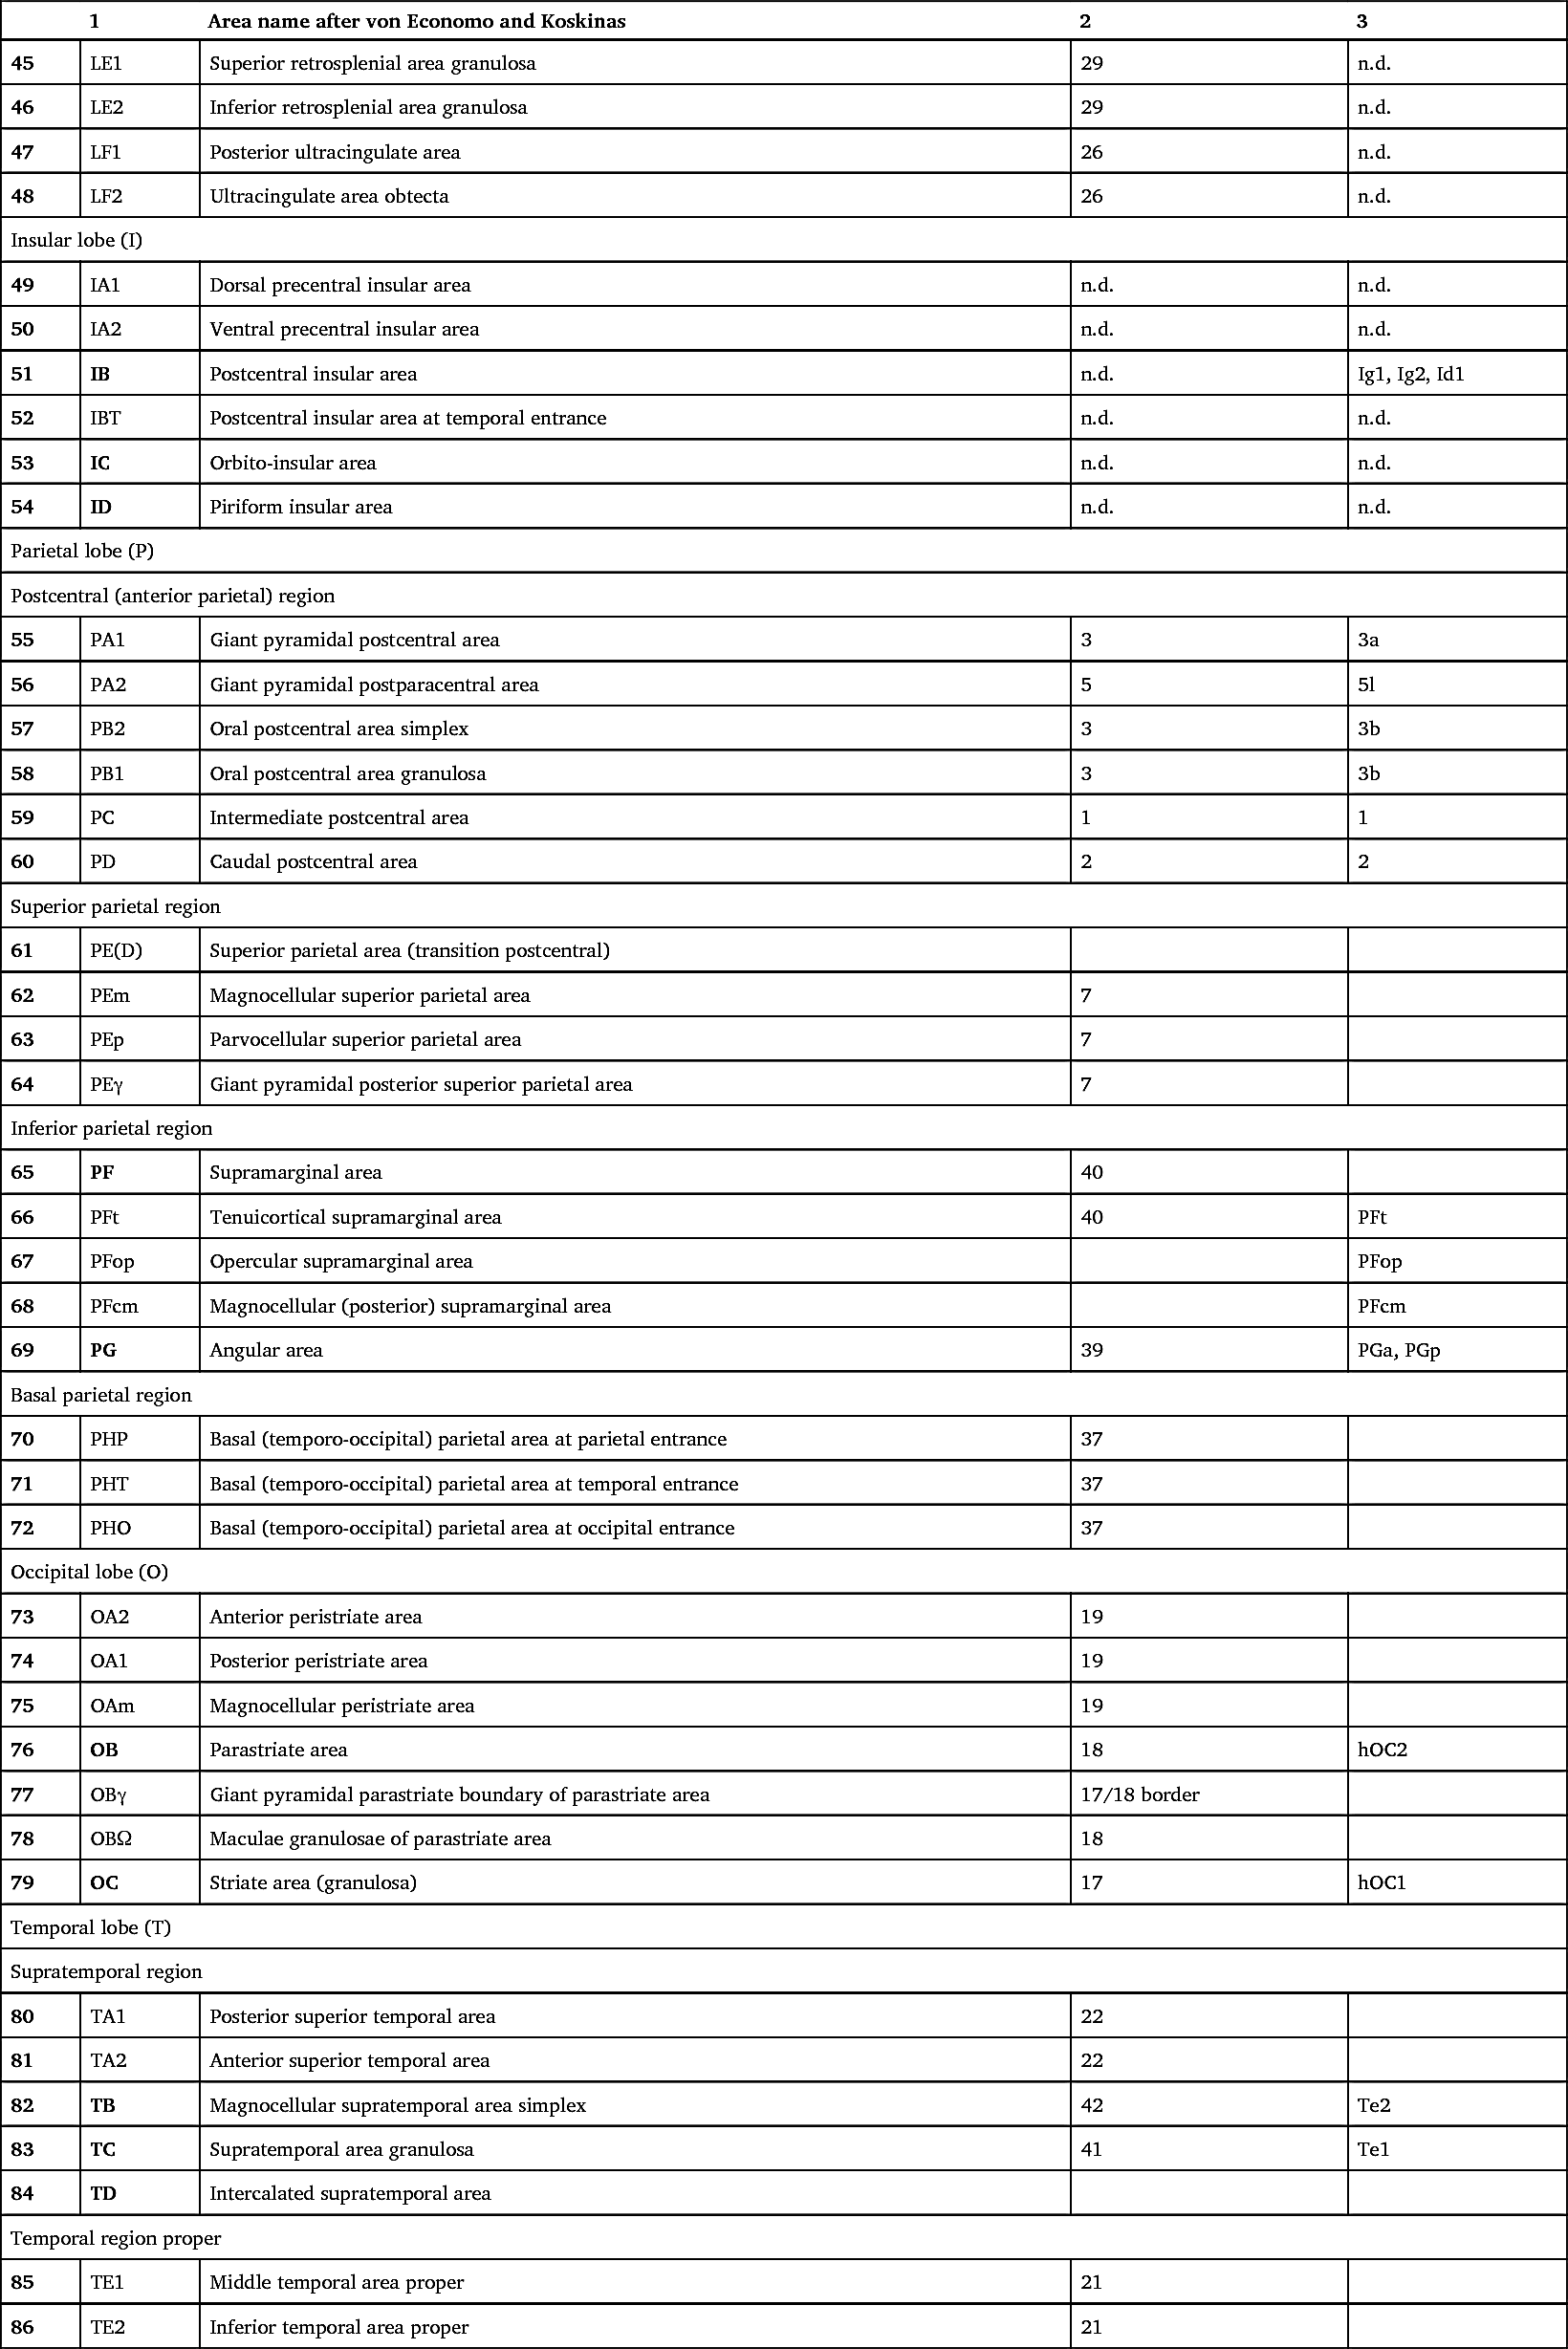 1 Area name after von Economo and Koskinas 2 3
45 LE1 Superior retrosplenial area granulosa 29 n.d.
46 LE2 Inferior retrosplenial area granulosa 29 n.d.
47 LF1 Posterior ultracingulate area 26 n.d.
48 LF2 Ultracingulate area obtecta 26 n.d.
Insular lobe (I)
49 IA1 Dorsal precentral insular area n.d. n.d.
50 IA2 Ventral precentral insular area n.d. n.d.
51 IB Postcentral insular area n.d. Ig1, Ig2, Id1
52 IBT Postcentral insular area at temporal entrance n.d. n.d.
53 IC Orbito-insular area n.d. n.d.
54 ID Piriform insular area n.d. n.d.
Parietal lobe (P)
Postcentral (anterior parietal) region
55 PA1 Giant pyramidal postcentral area 3 3a
56 PA2 Giant pyramidal postparacentral area 5 5l
57 PB2 Oral postcentral area simplex 3 3b
58 PB1 Oral postcentral area granulosa 3 3b
59 PC Intermediate postcentral area 1 1
60 PD Caudal postcentral area 2 2
Superior parietal region
61 PE(D) Superior parietal area (transition postcentral)
62 PEm Magnocellular superior parietal area 7
63 PEp Parvocellular superior parietal area 7
64 PEγ Giant pyramidal posterior superior parietal area 7
Inferior parietal region
65 PF Supramarginal area 40
66 PFt Tenuicortical supramarginal area 40 PFt
67 PFop Opercular supramarginal area PFop
68 PFcm Magnocellular (posterior) supramarginal area PFcm
69 PG Angular area 39 PGa, PGp
Basal parietal region
70 PHP Basal (temporo-occipital) parietal area at parietal entrance 37
71 PHT Basal (temporo-occipital) parietal area at temporal entrance 37
72 PHO Basal (temporo-occipital) parietal area at occipital entrance 37
Occipital lobe (O)
73 OA2 Anterior peristriate area 19
74 OA1 Posterior peristriate area 19
75 OAm Magnocellular peristriate area 19
76 OB Parastriate area 18 hOC2
77 OBγ Giant pyramidal parastriate boundary of parastriate area 17/18 border
78 OBΩ Maculae granulosae of parastriate area 18
79 OC Striate area (granulosa) 17 hOC1
Temporal lobe (T)
Supratemporal region
80 TA1 Posterior superior temporal area 22
81 TA2 Anterior superior temporal area 22
82 TB Magnocellular supratemporal area simplex 42 Te2
83 TC Supratemporal area granulosa 41 Te1
84 TD Intercalated supratemporal area
Temporal region proper
85 TE1 Middle temporal area proper 21
86 TE2 Inferior temporal area proper 21